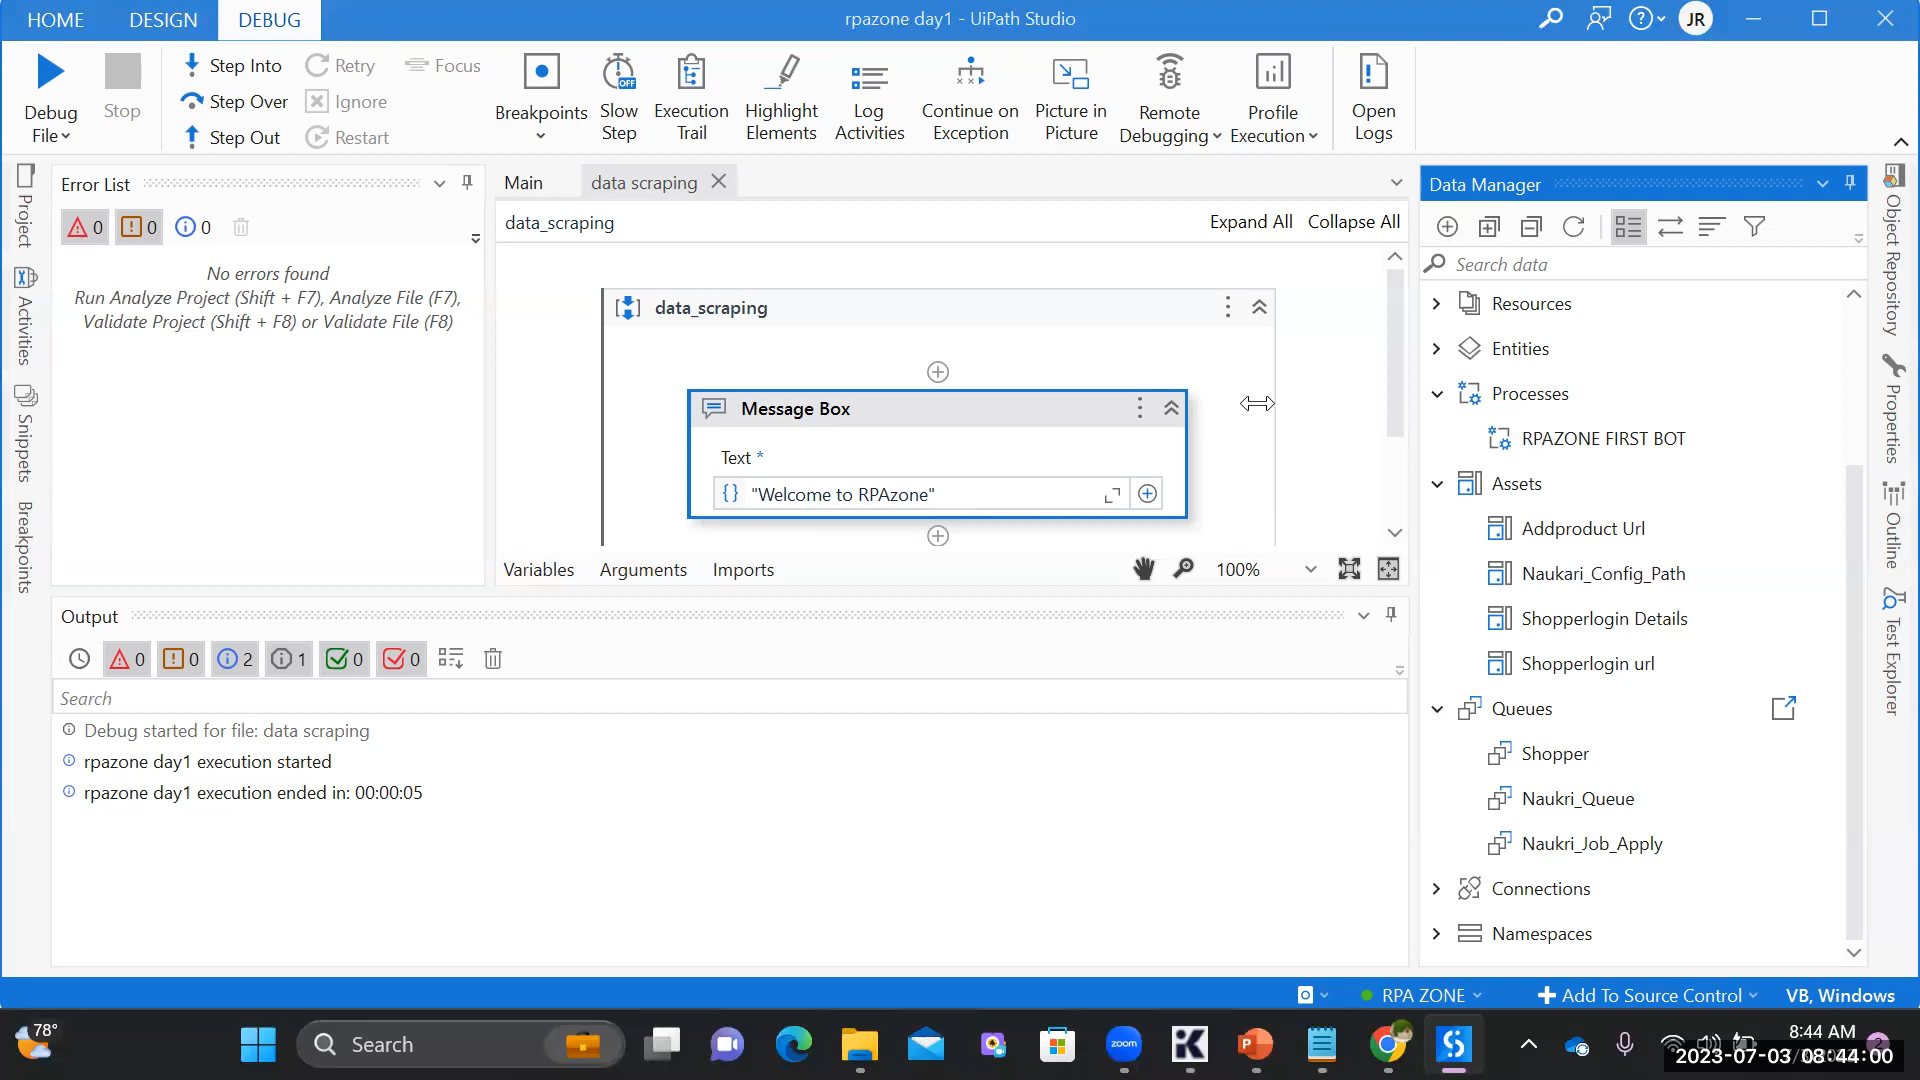 HOME DESIGN DEBUG rpazone day1 - UiPath Studio JR
Debug File
Stop
Step Into
Step Over
Step Out
Retry
Ignore
Restart
Focus
Breakpoints
OFF
Slow Step
Execution Trail
Highlight Elements
Log Activities
Continue on Exception
Picture in Picture
Remote Debugging
Profile Execution
Open Logs
Project
Activities
Snippets
Breakpoints
Error List
0 0 0
No errors found
Run Analyze Project (Shift + F7), Analyze File (F7),
Validate Project (Shift + F8) or Validate File (F8)
Main data scraping
data_scraping Expand All Collapse All
data_scraping
Message Box
Text *
"Welcome to RPAzone"
Variables Arguments Imports 100%
Output
0 0 2 1 0 0
Search
Debug started for file: data scraping
rpazone day1 execution started
rpazone day1 execution ended in: 00:00:05
Data Manager
Search data
Resources
Entities
Processes
RPAZONE FIRST BOT
Assets
Addproduct Url
Naukari_Config_Path
Shopperlogin Details
Shopperlogin url
Queues
Shopper
Naukri_Queue
Naukri_Job_Apply
Connections
Namespaces
Object Repository
Properties
Outline
Test Explorer
RPA ZONE Add To Source Control VB, Windows
78°
Search
zoom
8:44 AM
2023-07-03 08:44:00